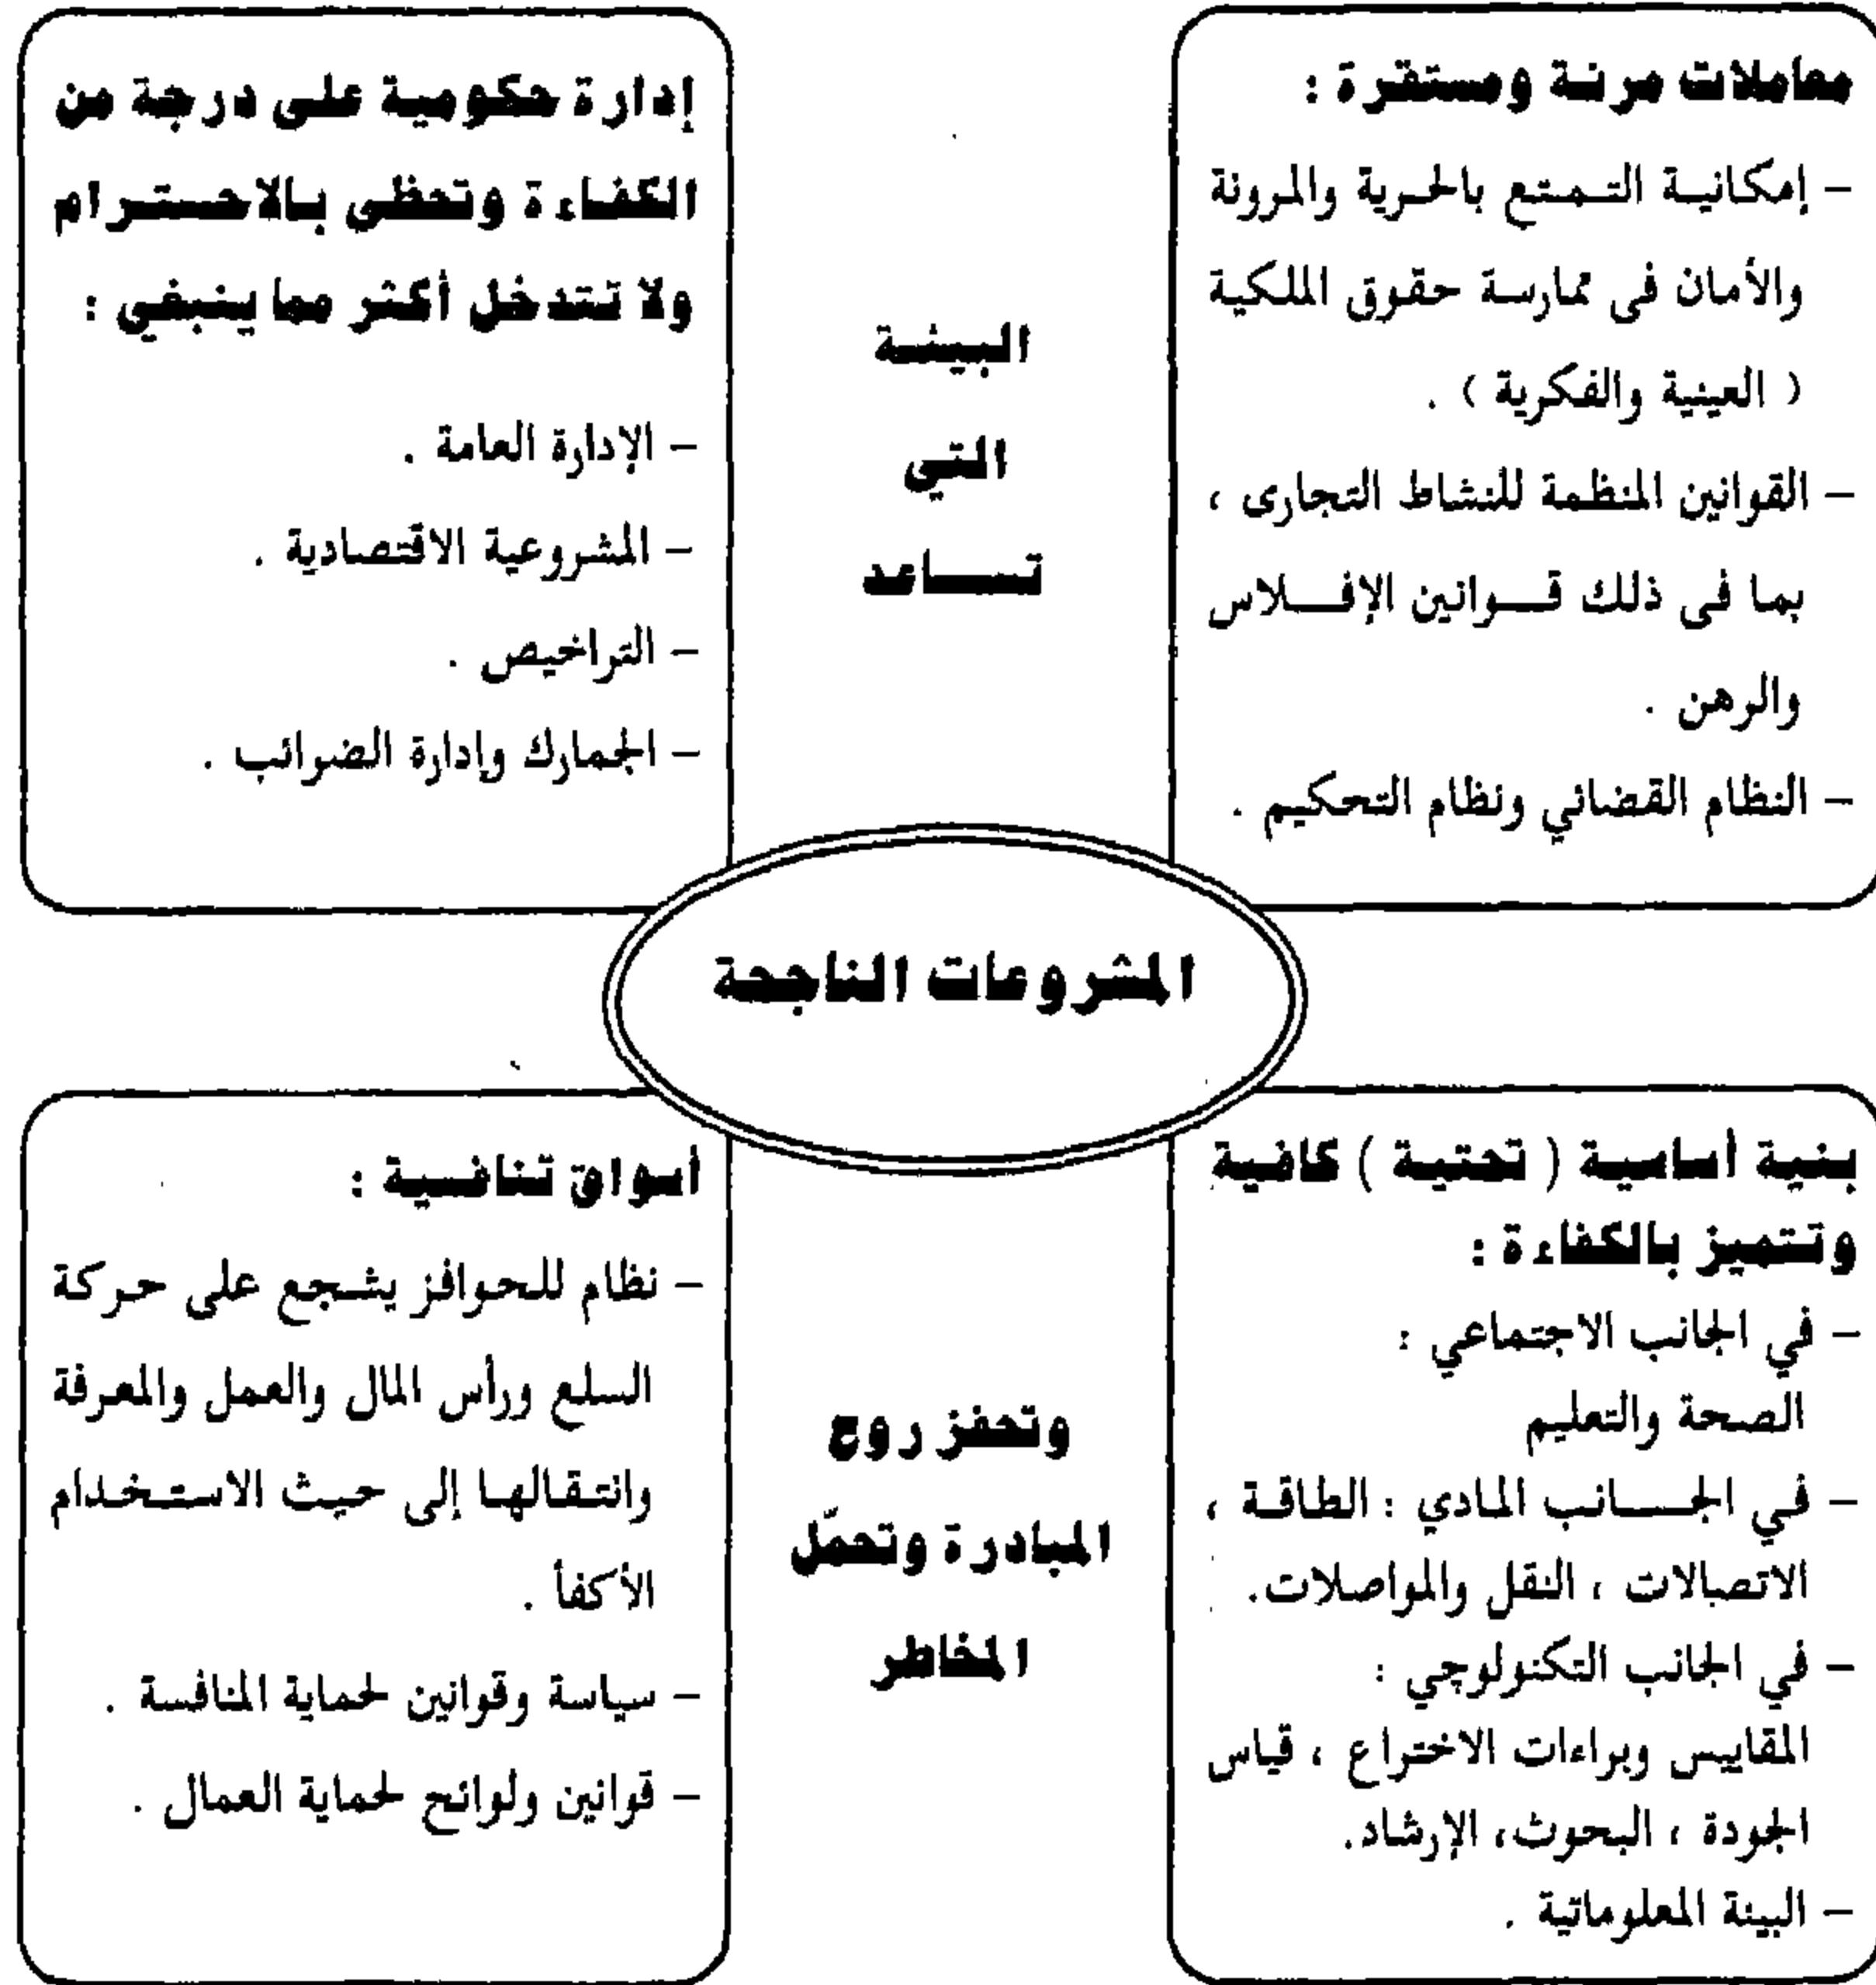 معاملات مرنة ومستقرة :
– إمكانية التمتع بالحرية والمرونة
والأمان فى ممارسة حقوق الملكية
( العينية والفكرية ) .
– القوانين المنظمة للنشاط التجارى ،
بما فى ذلك قوانين الإفلاس
والرهن .
– النظام القضائي ونظام التحكيم .
البيئة
التي
تساعد
إدارة حكومية على درجة من
الكفاءة وتحظى بالاحترام
ولا تتدخل أكثر مما ينبغي :
– الإدارة العامة .
– المشروعية الاقتصادية .
– التراخيص .
– الجمارك وإدارة الضرائب .
المشروعات الناجحة
بنية أساسية ( تحتية ) كافية
وتتميز بالكفاءة :
– في الجانب الاجتماعي :
الصحة والتعليم
– في الجانب المادي : الطاقة ،
الاتصالات ، النقل والمواصلات.
– في الجانب التكنولوجي :
المقاييس وبراءات الاختراع ، قياس
الجودة ، البحوث، الإرشاد.
– البيئة المعلوماتية .
وتحفز روح
المبادرة وتحمّل
المخاطر
أسواق تنافسية :
– نظام للحوافز يشجع على حركة
السلع ورأس المال والعمل والمعرفة
وانتقالها إلى حيث الاستخدام
الأكفأ .
– سياسة وقوانين لحماية المنافسة .
– قوانين ولوائح لحماية العمال .